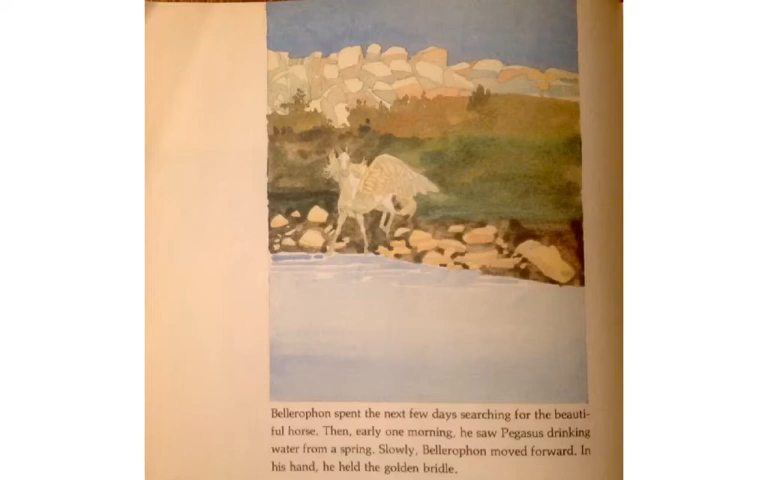 Bellerophon spent the next few days searching for the beauti-
ful horse. Then, early one morning, he saw Pegasus drinking
water from a spring. Slowly, Bellerophon moved forward. In
his hand, he held the golden bridle.